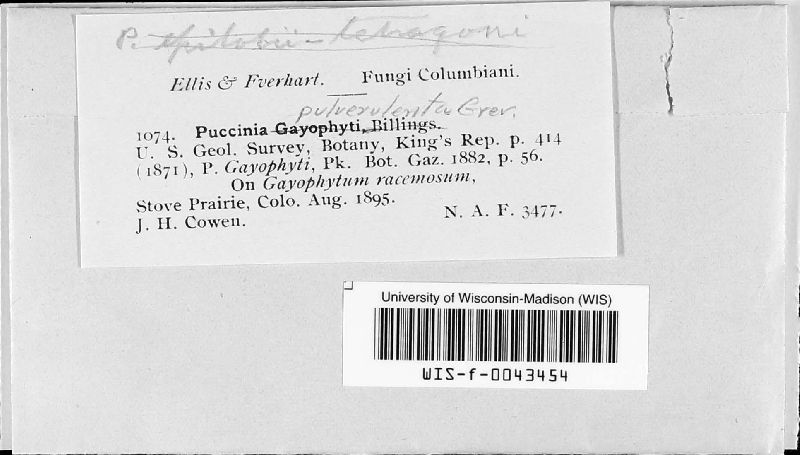 P. epilobii-tetragoni
Ellis & Everhart. Fungi Columbiani.
pulverulenta Grev.
1074. Puccinia Gayophyti, Billings.
U. S. Geol. Survey, Botany, King's Rep. p. 414
(1871), P. Gayophyti, Pk. Bot. Gaz. 1882, p. 56.
On Gayophytum racemosum,
Stove Prairie, Colo. Aug. 1895.
J. H. Cowen. N. A. F. 3477.
University of Wisconsin-Madison (WIS)
WIS-f-0043454